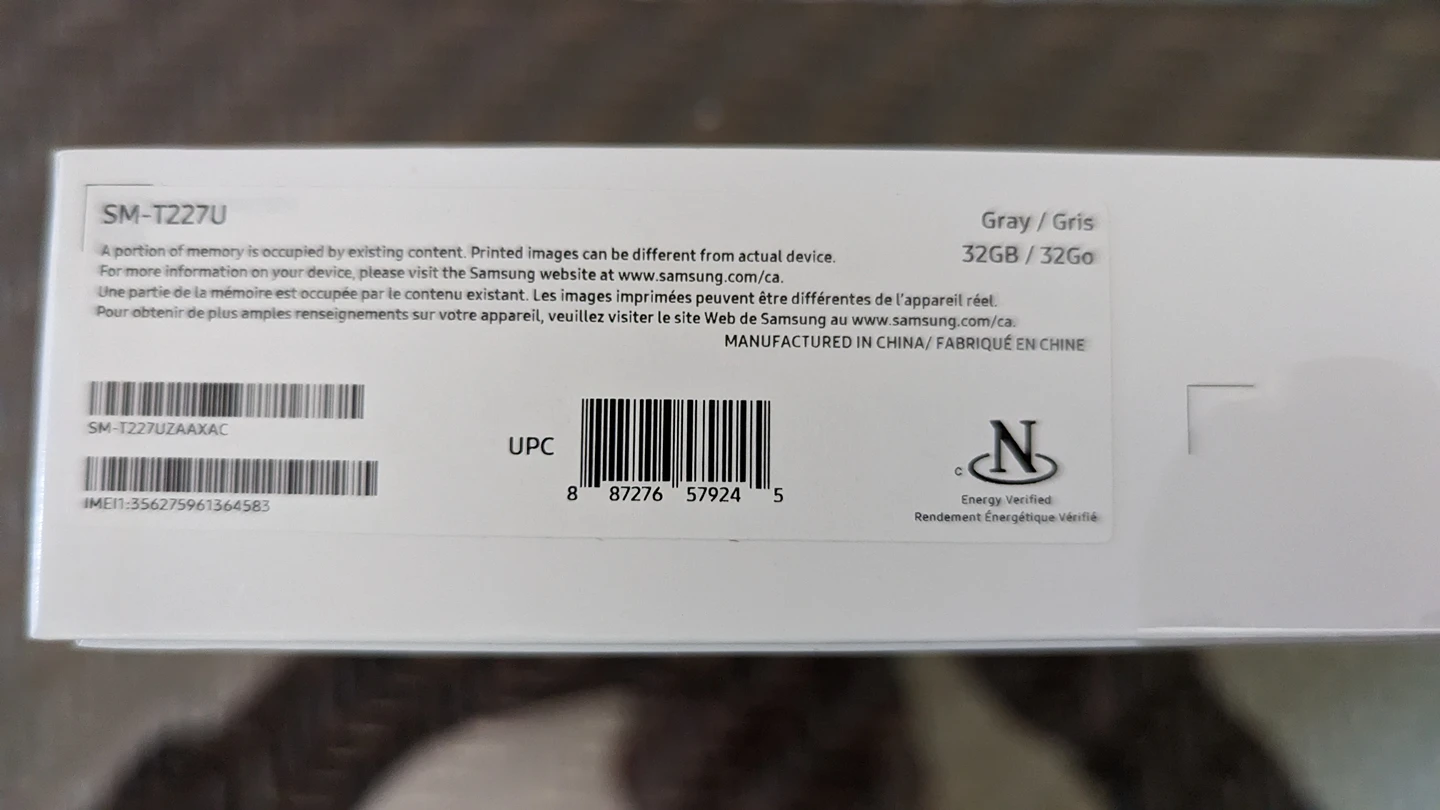 SM-T227U
Gray / Gris
32GB / 32Go
A portion of memory is occupied by existing content. Printed images can be different from actual device.
For more information on your device, please visit the Samsung website at www.samsung.com/ca.
Une partie de la mémoire est occupée par le contenu existant. Les images imprimées peuvent être différentes de l'appareil réel.
Pour obtenir de plus amples renseignements sur votre appareil, veuillez visiter le site Web de Samsung au www.samsung.com/ca.
MANUFACTURED IN CHINA/ FABRIQUÉ EN CHINE
SM-T227UZAAXAC
IMEI1:356275961364583
UPC
8 87276 57924 5
c N
Energy Verified
Rendement Énergétique Vérifié